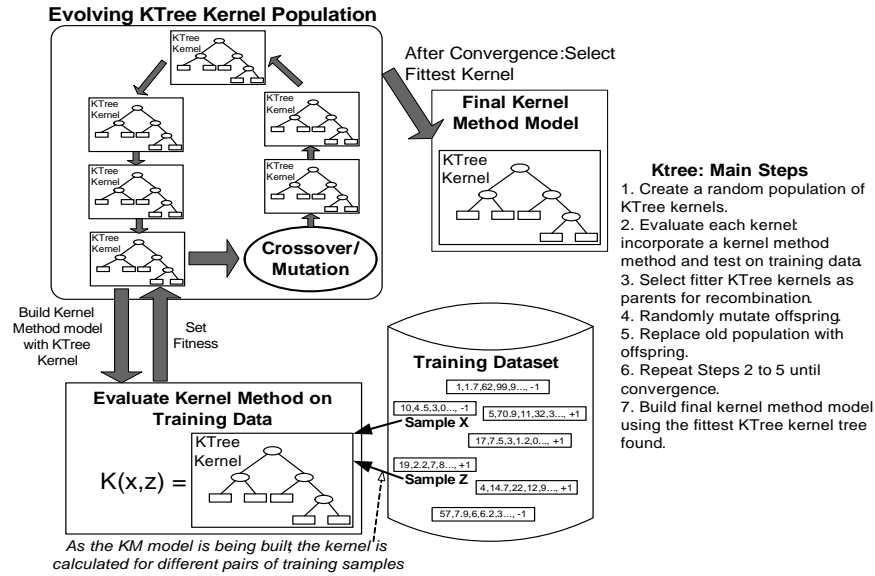 Evolving KTree Kernel Population
KTree
Kernel
KTree
Kernel
KTree
Kernel
KTree
Kernel
KTree
Kernel
KTree
Kernel
Crossover/
Mutation
After Convergence:Select
Fittest Kernel
Final Kernel
Method Model
KTree
Kernel
Build Kernel
Method model
with KTree
Kernel
Set
Fitness
Evaluate Kernel Method on
Training Data
K(x,z) =
KTree
Kernel
As the KM model is being built, the kernel is
calculated for different pairs of training samples
Training Dataset
1,1.7,62,99,9..., -1
10,4.5,3,0..., -1
Sample X
5,70.9,11,32,3..., +1
17,7.5,3,1.2,0..., +1
19,2.2,7,8..., +1
Sample Z
4,14.7,22,12,9..., +1
57,7.9,6,6.2,3..., -1
Ktree: Main Steps
1. Create a random population of
KTree kernels.
2. Evaluate each kernel:
incorporate a kernel method
method and test on training data.
3. Select fitter KTree kernels as
parents for recombination.
4. Randomly mutate offspring.
5. Replace old population with
offspring.
6. Repeat Steps 2 to 5 until
convergence.
7. Build final kernel method model
using the fittest KTree kernel tree
found.